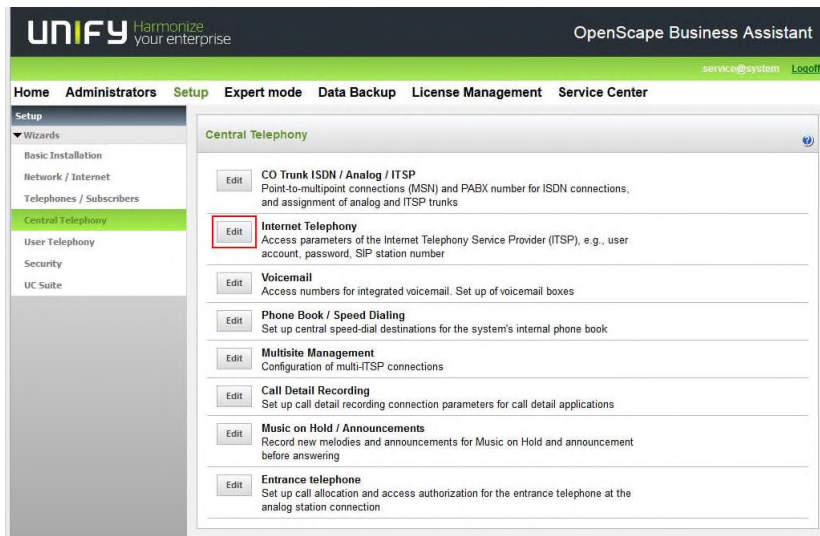 UNIFY Harmonize
your enterprise
OpenScape Business Assistant
service@system Logoff
Home Administrators Setup Expert mode Data Backup License Management Service Center
Setup
Wizards
Basic Installation
Network / Internet
Telephones / Subscribers
Central Telephony
User Telephony
Security
UC Suite
Central Telephony
Edit
CO Trunk ISDN / Analog / ITSP
Point-to-multipoint connections (MSN) and PABX number for ISDN connections,
and assignment of analog and ITSP trunks
Edit
Internet Telephony
Access parameters of the Internet Telephony Service Provider (ITSP), e.g., user
account, password, SIP station number
Edit
Voicemail
Access numbers for integrated voicemail. Set up of voicemail boxes
Edit
Phone Book / Speed Dialing
Set up central speed-dial destinations for the system's internal phone book
Edit
Multisite Management
Configuration of multi-ITSP connections
Edit
Call Detail Recording
Set up call detail recording connection parameters for call detail applications
Edit
Music on Hold / Announcements
Record new melodies and announcements for Music on Hold and announcement
before answering
Edit
Entrance telephone
Set up call allocation and access authorization for the entrance telephone at the
analog station connection